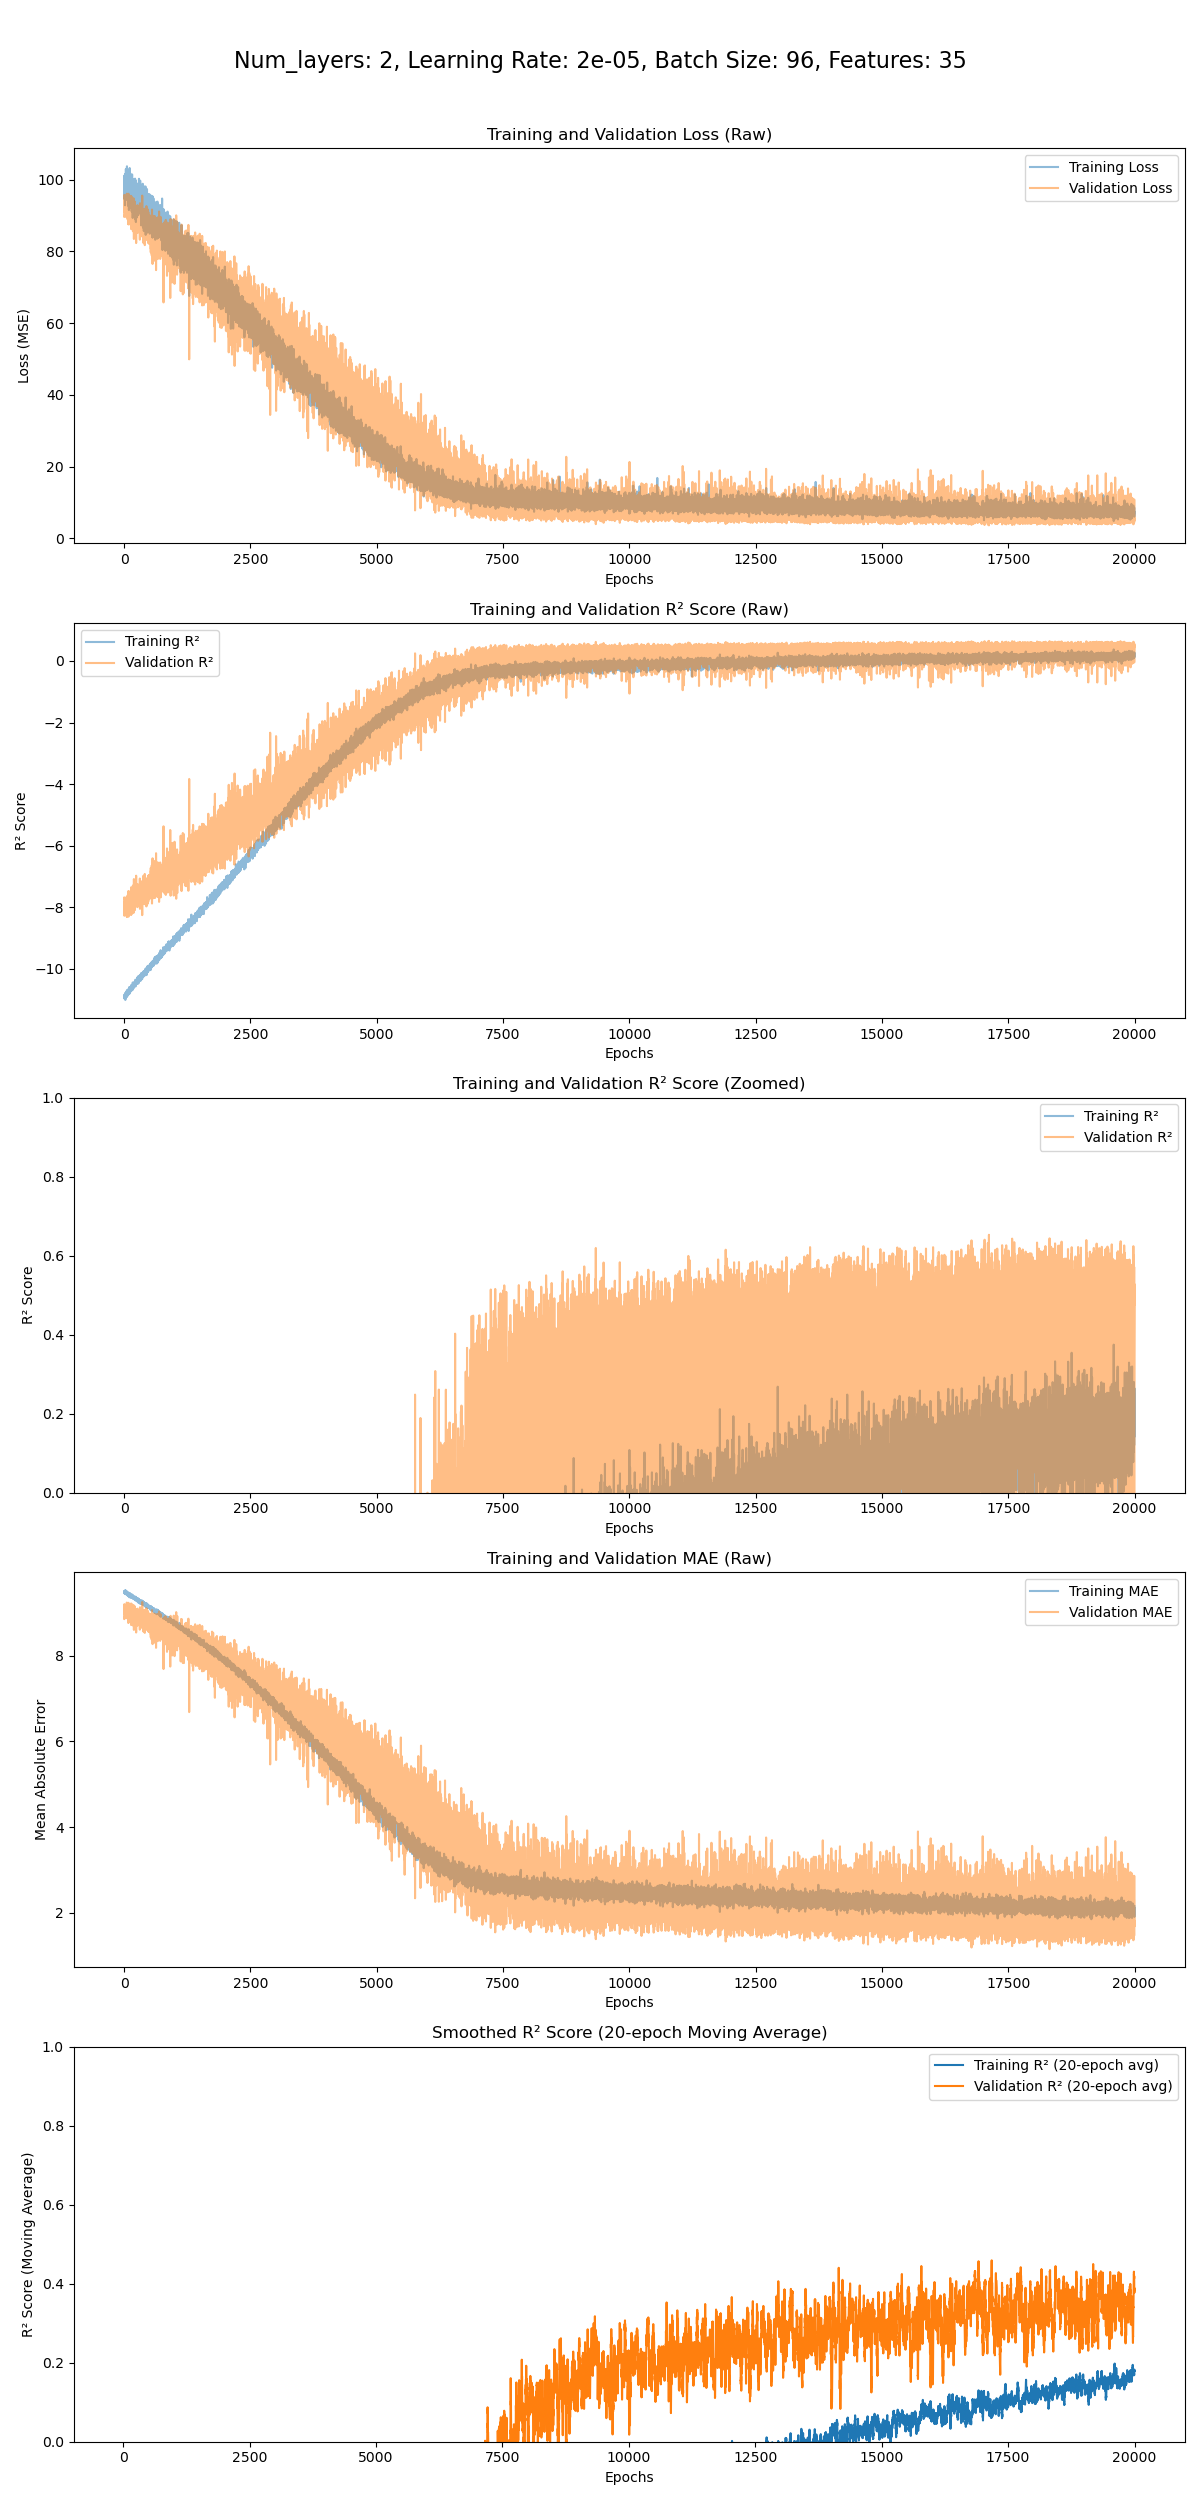 Num_layers: 2, Learning Rate: 2e-05, Batch Size: 96, Features: 35
Training and Validation Loss (Raw)
Training Loss
Validation Loss
Loss (MSE)
100
80
60
40
20
0
0 2500 5000 7500 10000 12500 15000 17500 20000
Epochs
Training and Validation R² Score (Raw)
Training R²
Validation R²
R² Score
0
−2
−4
−6
−8
−10
0 2500 5000 7500 10000 12500 15000 17500 20000
Epochs
Training and Validation R² Score (Zoomed)
Training R²
Validation R²
R² Score
1.0
0.8
0.6
0.4
0.2
0.0
0 2500 5000 7500 10000 12500 15000 17500 20000
Epochs
Training and Validation MAE (Raw)
Training MAE
Validation MAE
Mean Absolute Error
8
6
4
2
0 2500 5000 7500 10000 12500 15000 17500 20000
Epochs
Smoothed R² Score (20-epoch Moving Average)
Training R² (20-epoch avg)
Validation R² (20-epoch avg)
R² Score (Moving Average)
1.0
0.8
0.6
0.4
0.2
0.0
0 2500 5000 7500 10000 12500 15000 17500 20000
Epochs